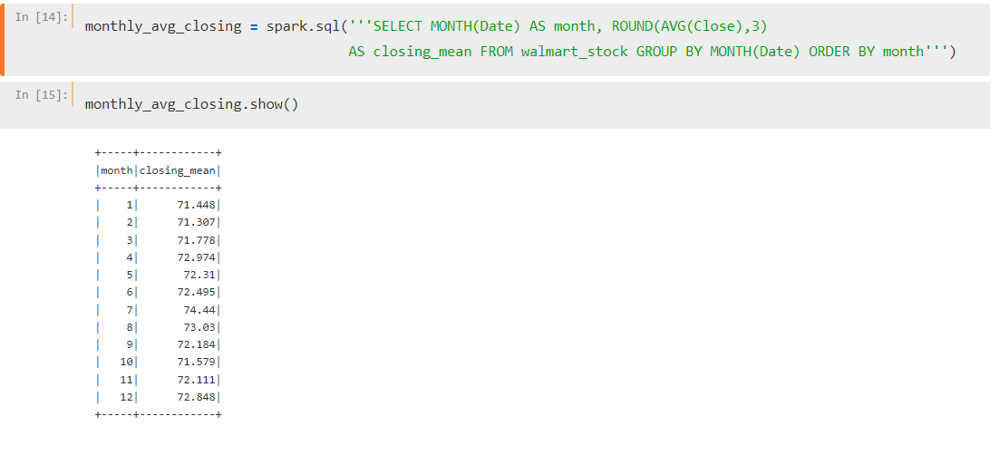 In [14]:
monthly_avg_closing = spark.sql('''SELECT MONTH(Date) AS month, ROUND(AVG(Close),3)
AS closing_mean FROM walmart_stock GROUP BY MONTH(Date) ORDER BY month''')
In [15]:
monthly_avg_closing.show()
+-----+------------+
|month|closing_mean|
+-----+------------+
|    1|      71.448|
|    2|      71.307|
|    3|      71.778|
|    4|      72.974|
|    5|       72.31|
|    6|      72.495|
|    7|       74.44|
|    8|       73.03|
|    9|      72.184|
|   10|      71.579|
|   11|      72.111|
|   12|      72.848|
+-----+------------+